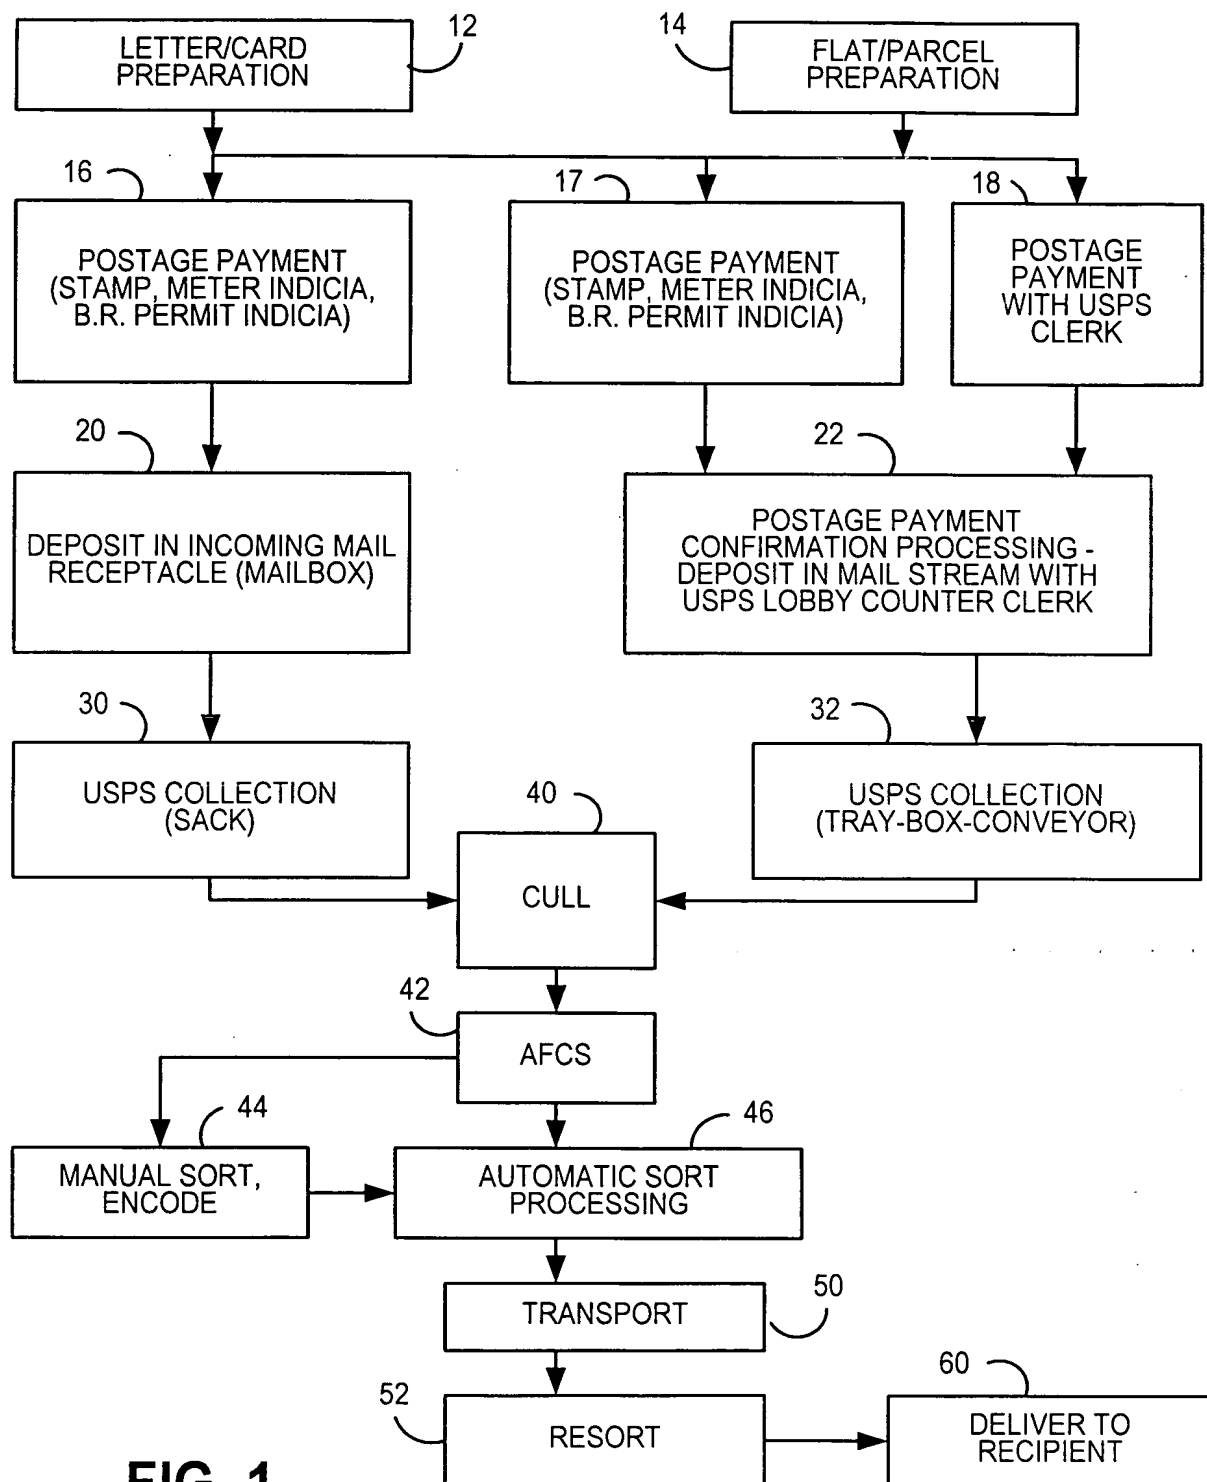 12
LETTER/CARD
PREPARATION
14
FLAT/PARCEL
PREPARATION
16
POSTAGE PAYMENT
(STAMP, METER INDICIA,
B.R. PERMIT INDICIA)
17
POSTAGE PAYMENT
(STAMP, METER INDICIA,
B.R. PERMIT INDICIA)
18
POSTAGE
PAYMENT
WITH USPS
CLERK
20
DEPOSIT IN INCOMING MAIL
RECEPTACLE (MAILBOX)
22
POSTAGE PAYMENT
CONFIRMATION PROCESSING -
DEPOSIT IN MAIL STREAM WITH
USPS LOBBY COUNTER CLERK
30
USPS COLLECTION
(SACK)
32
USPS COLLECTION
(TRAY-BOX-CONVEYOR)
40
CULL
42
AFCS
44
MANUAL SORT,
ENCODE
46
AUTOMATIC SORT
PROCESSING
50
TRANSPORT
52
RESORT
60
DELIVER TO
RECIPIENT
FIG. 1